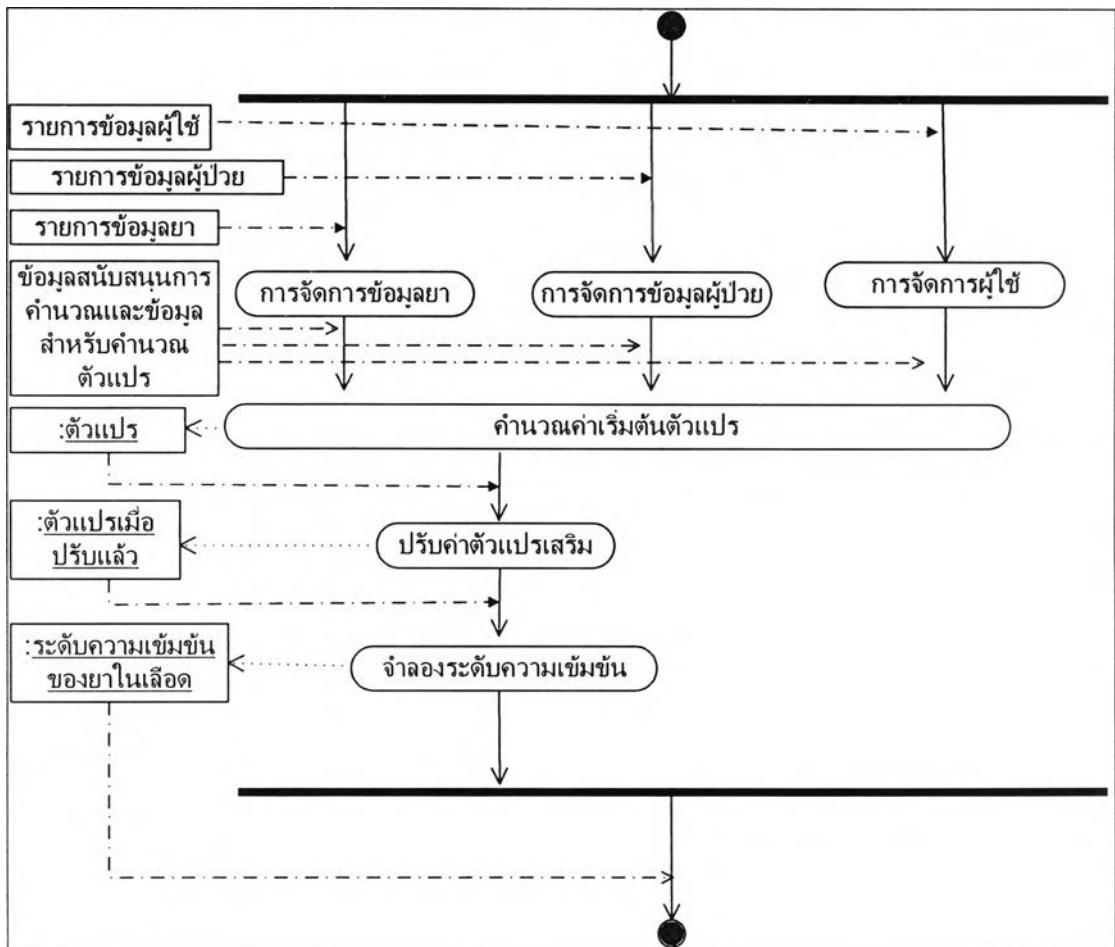 รายการข้อมูลผู้ใช้
รายการข้อมูลผู้ป่วย
รายการข้อมูลยา
ข้อมูลสนับสนุนการ
คำนวณและข้อมูล
สำหรับคำนวณ
ตัวแปร
การจัดการข้อมูลยา
การจัดการข้อมูลผู้ป่วย
การจัดการผู้ใช้
:ตัวแปร
คำนวณค่าเริ่มต้นตัวแปร
:ตัวแปรเมื่อ
ปรับแล้ว
ปรับค่าตัวแปรเสริม
:ระดับความเข้มข้น
ของยาในเลือด
จำลองระดับความเข้มข้น